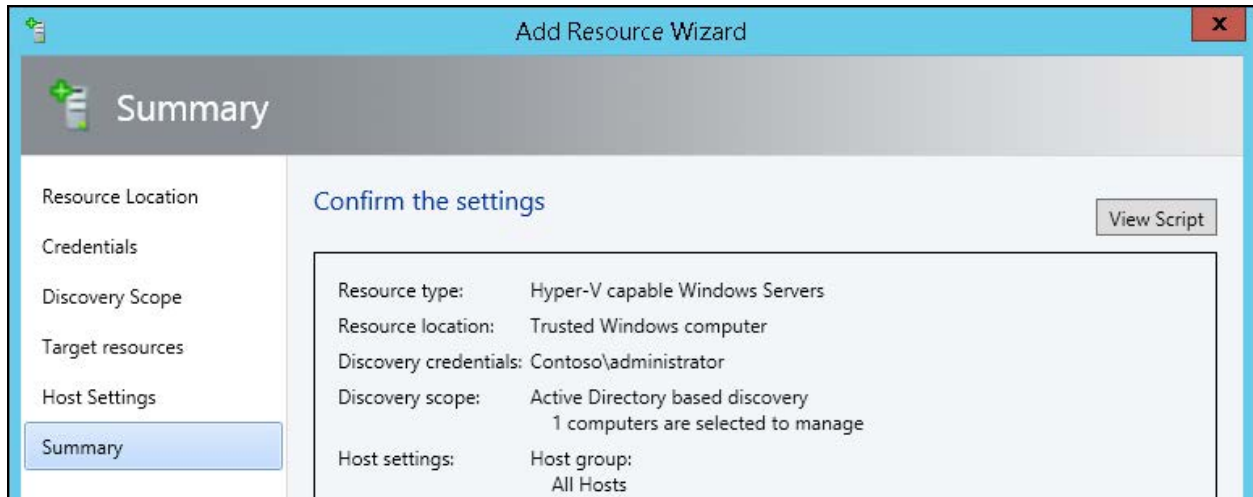 Add Resource Wizard
X
Summary
Resource Location
Credentials
Discovery Scope
Target resources
Host Settings
Summary
Confirm the settings
View Script
Resource type: Hyper-V capable Windows Servers
Resource location: Trusted Windows computer
Discovery credentials: Contoso\administrator
Discovery scope: Active Directory based discovery
1 computers are selected to manage
Host settings: Host group:
All Hosts